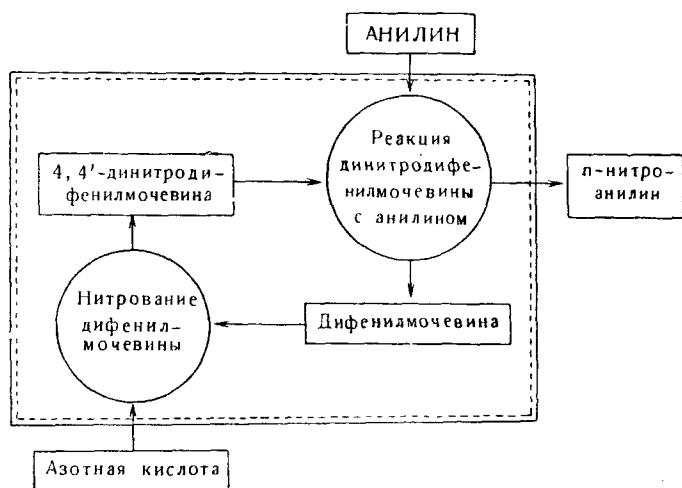 АНИЛИН
Реакция
динитродифе-
нилмочевины
с анилином
4, 4'-динитроди-
фенилмочевина
п-нитро-
анилин
Нитрование
дифенил-
мочевины
Дифенилмочевина
Азотная кислота